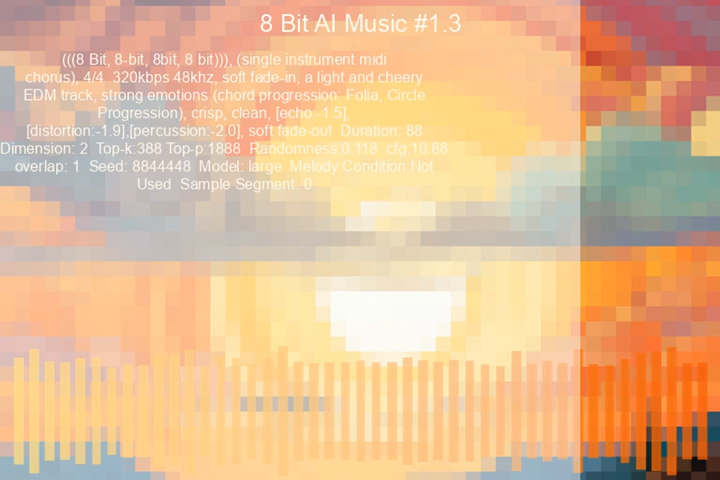 8 Bit AI Music #1.3
(((8 Bit, 8-bit, 8bit, 8 bit))), (single instrument midi
chorus), 4/4  320kbps 48khz, soft fade-in, a light and cheery
EDM track, strong emotions (chord progression: Folia, Circle
Progression), crisp, clean, [echo:-1.5],
[distortion:-1.9],[percussion:-2.0], soft fade-out  Duration: 88
Dimension: 2  Top-k:388 Top-p:1888  Randomness:0.118  cfg:10.88
overlap: 1  Seed: 8844448  Model: large  Melody Condition:Not
Used  Sample Segment: 0